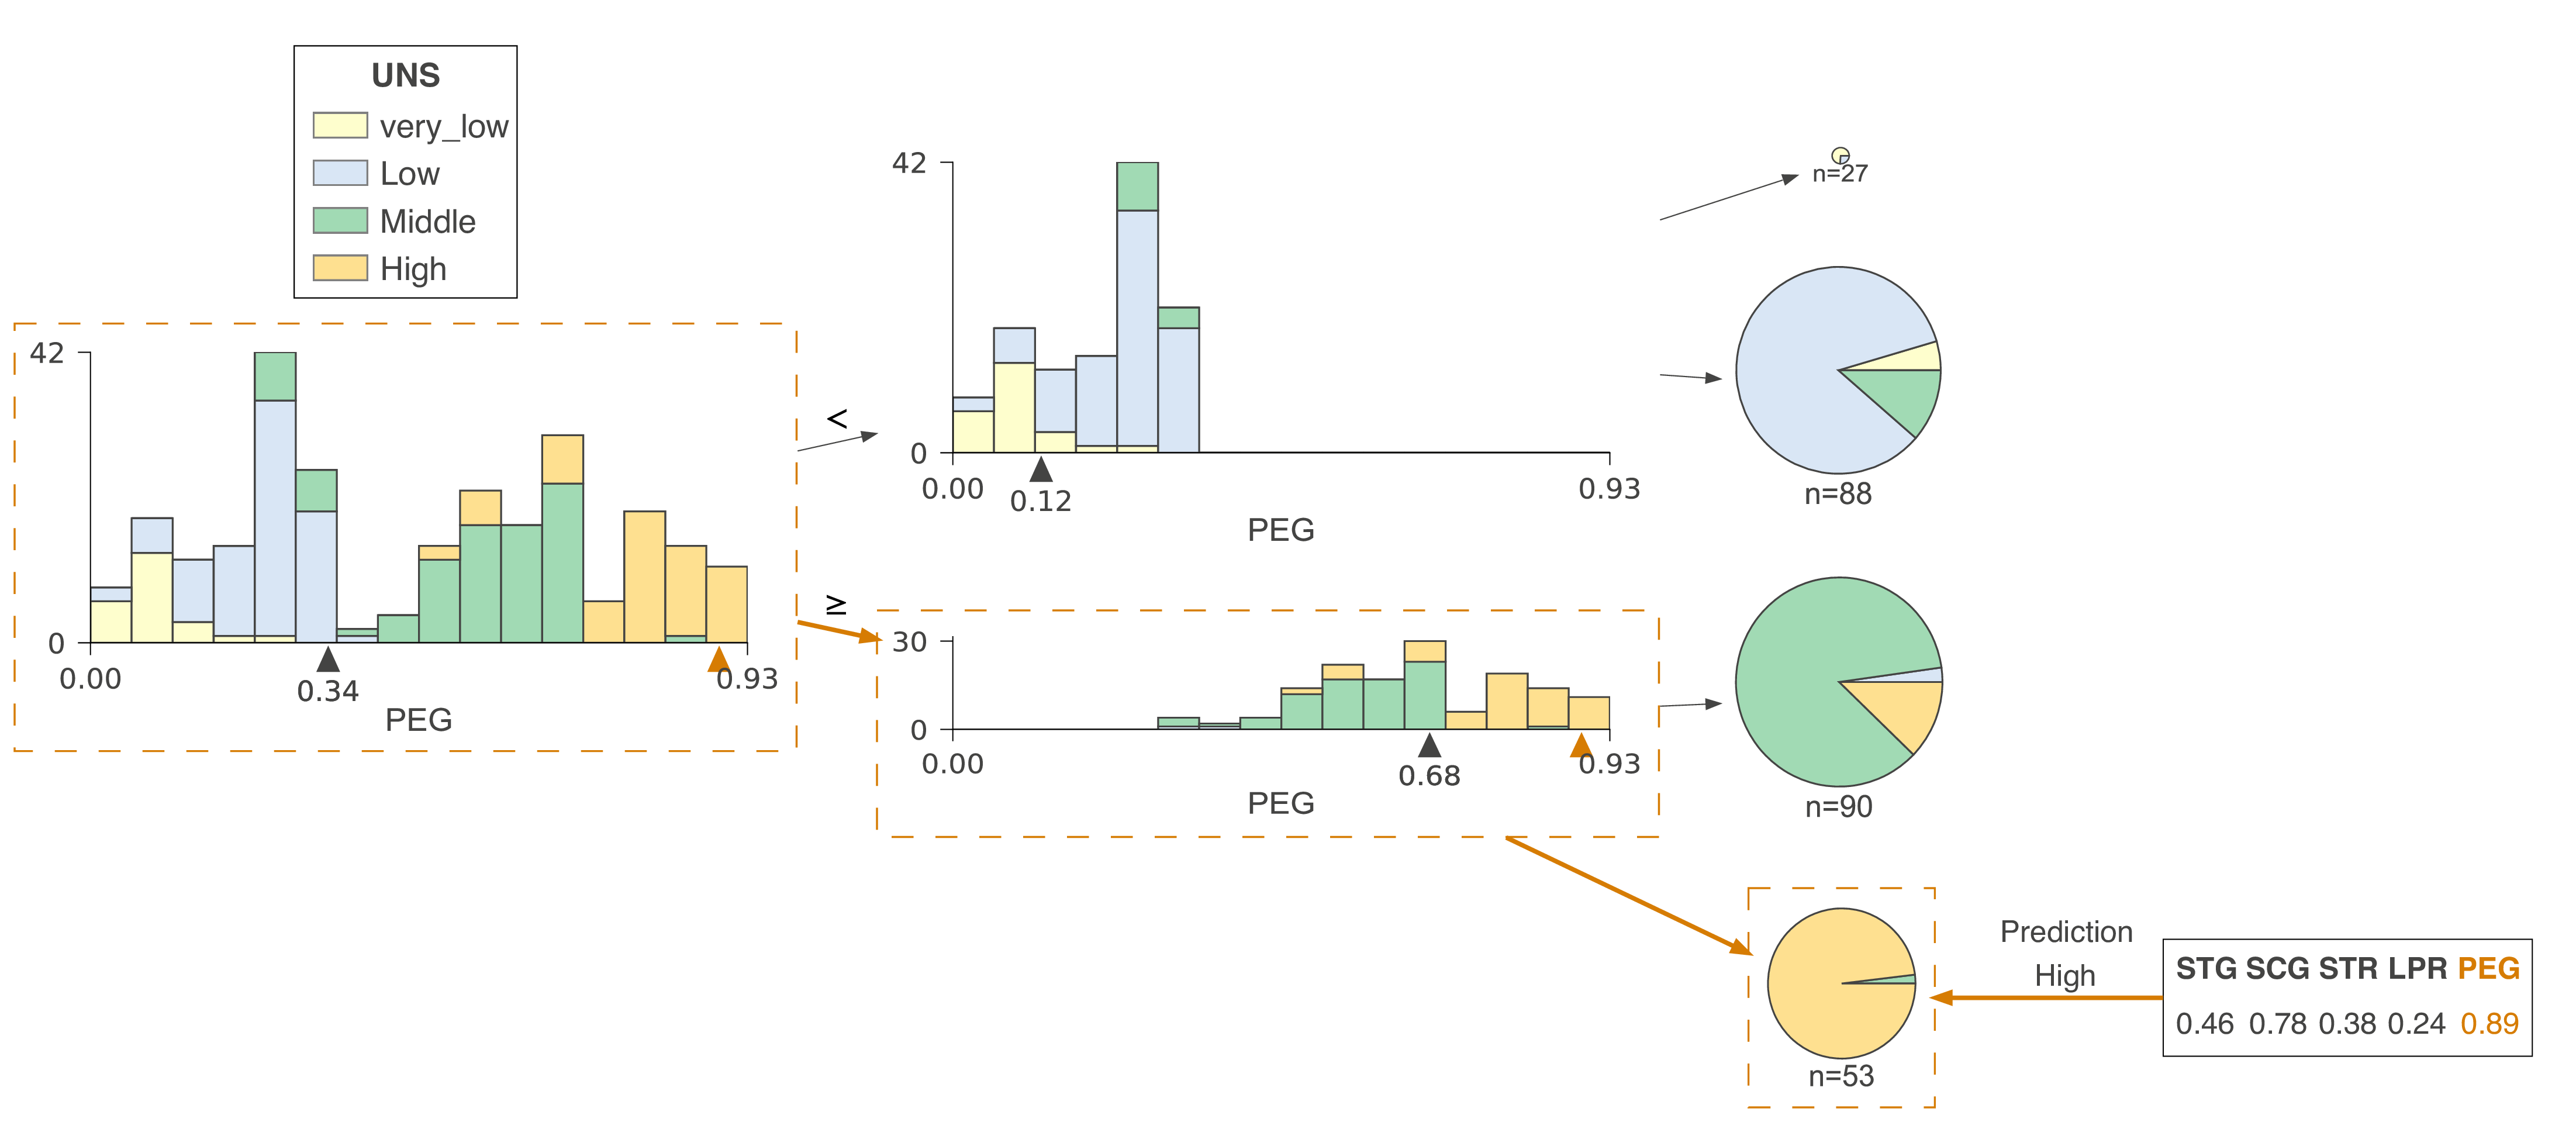 UNS
very_low
Low
Middle
High
42
0
0.00
0.34
0.93
PEG
<
≥
42
0
0.00
0.12
0.93
PEG
30
0
0.00
0.68
0.93
PEG
n=27
n=88
n=90
n=53
Prediction
High
STG SCG STR LPR PEG
0.46 0.78 0.38 0.24 0.89